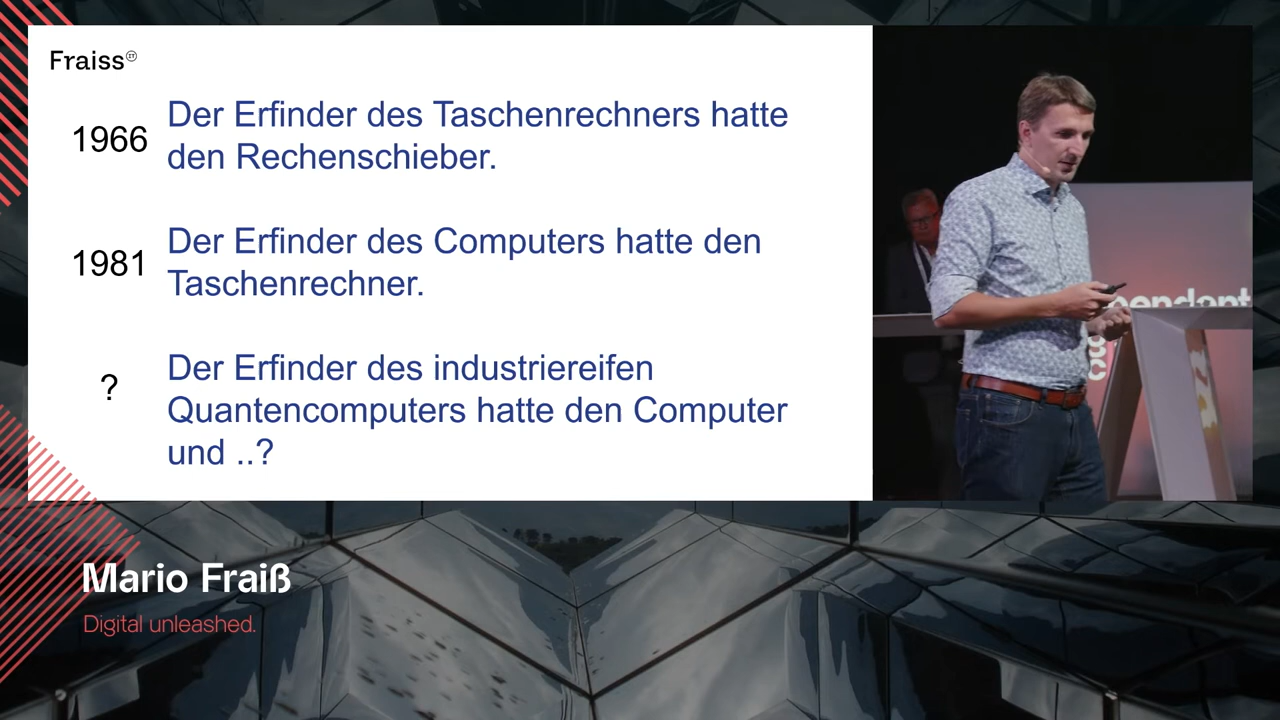 Fraiss
1966
Der Erfinder des Taschenrechners hatte
den Rechenschieber.
1981
Der Erfinder des Computers hatte den
Taschenrechner.
?
Der Erfinder des industriereifen
Quantencomputers hatte den Computer
und ..?
pendent
Mario Fraiß
Digital unleashed.